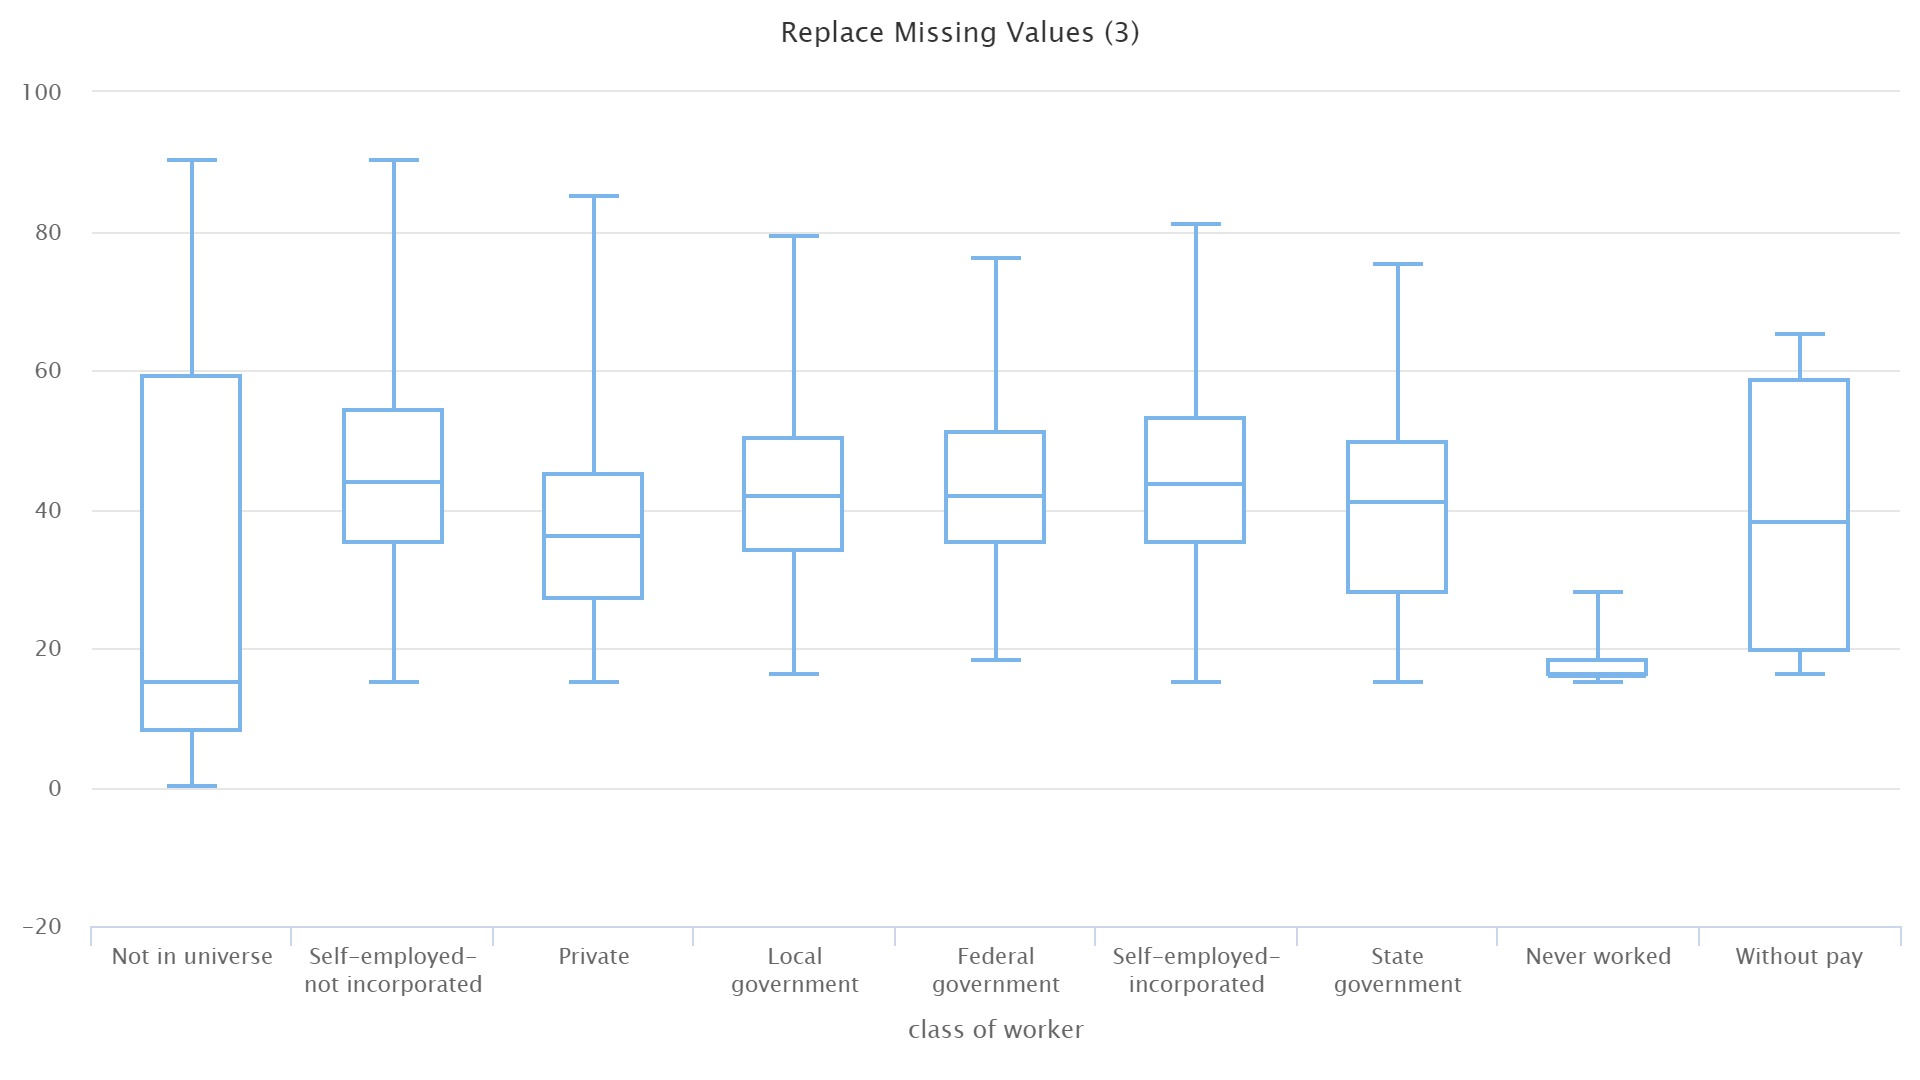 Replace Missing Values (3)
100
80
60
40
20
0
-20
Not in universe
Self-employed-
not incorporated
Private
Local
government
Federal
government
Self-employed-
incorporated
State
government
Never worked
Without pay
class of worker